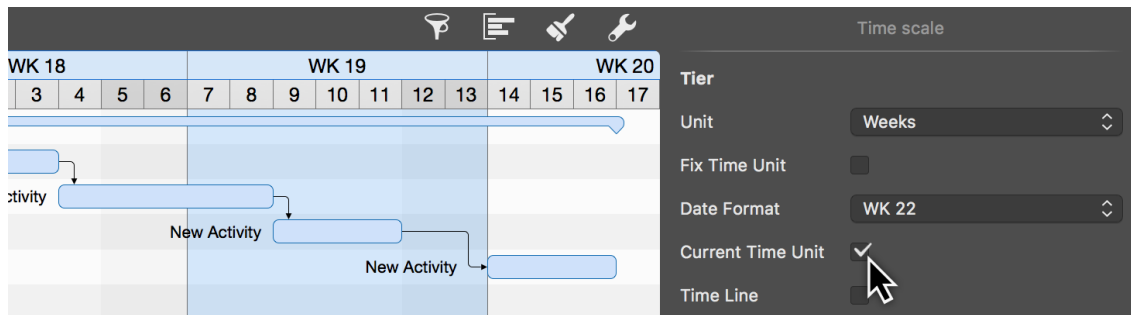 Time scale
WK 18 WK 19 WK 20
3 4 5 6 7 8 9 10 11 12 13 14 15 16 17
ctivity
New Activity
New Activity
Tier
Unit Weeks
Fix Time Unit
Date Format WK 22
Current Time Unit
Time Line